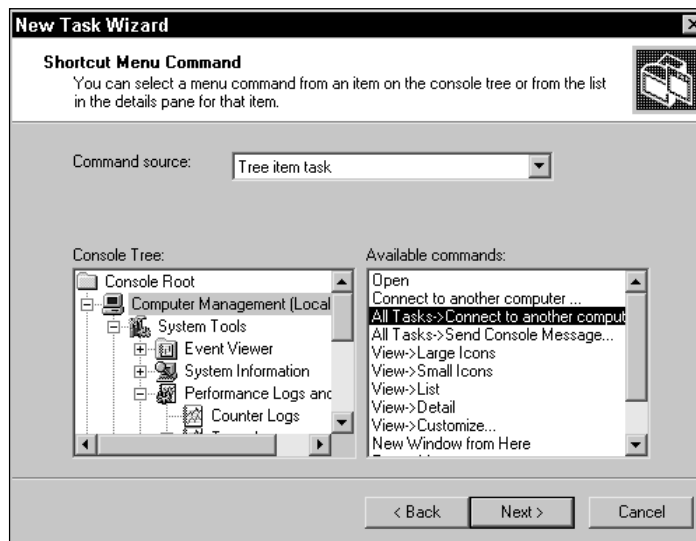 New Task Wizard
Shortcut Menu Command
You can select a menu command from an item on the console tree or from the list
in the details pane for that item.
Command source:
Tree item task
Console Tree:
Console Root
Computer Management (Local
System Tools
Event Viewer
System Information
Performance Logs and
Counter Logs
Available commands:
Open
Connect to another computer ...
All Tasks->Connect to another comput
All Tasks->Send Console Message...
View->Large Icons
View->Small Icons
View->List
View->Detail
View->Customize...
New Window from Here
< Back
Next >
Cancel